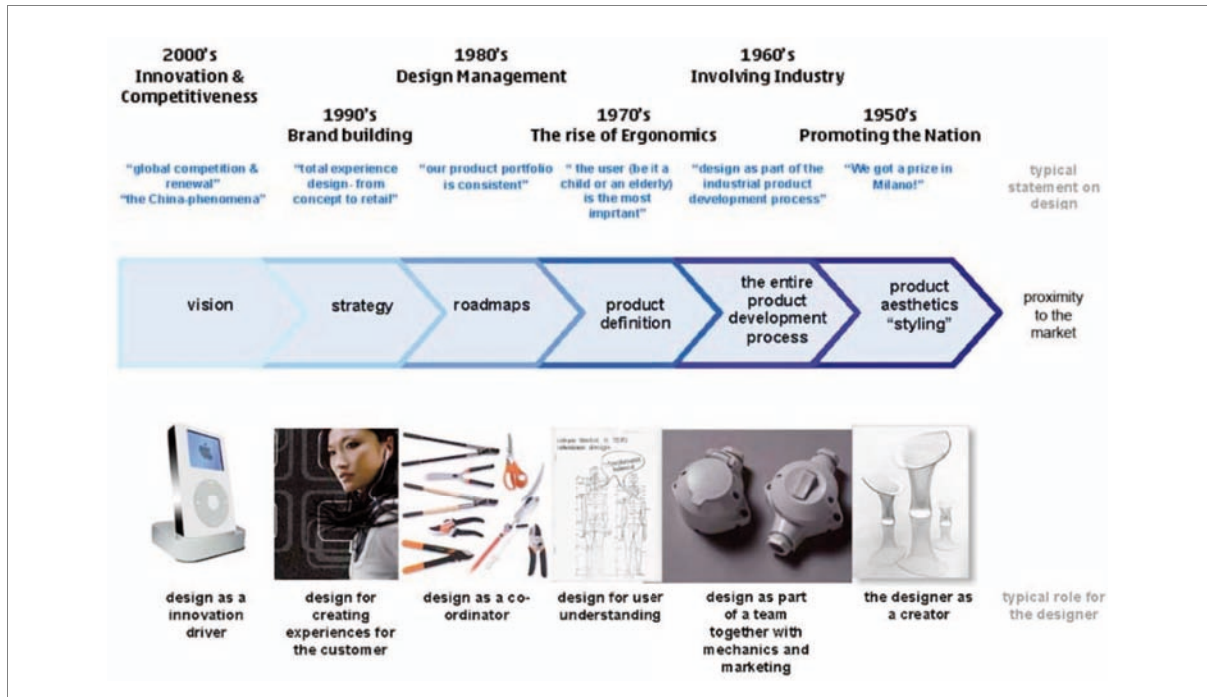 2000's
Innovation &
Competitiveness
1990's
Brand building
1980's
Design Management
1970's
The rise of Ergonomics
1960's
Involving Industry
1950's
Promoting the Nation
"global competition &
renewal"
"the China-phenomena"
"total experience
design- from
concept to retail"
"our product portfolio
is consistent"
" the user (be it a
child or an elderly)
is the most
imprtant"
"design as part of the
industrial product
development process"
"We got a prize in
Milano!"
typical
statement on
design
vision
strategy
roadmaps
product
definition
the entire
product
development
process
product
aesthetics
"styling"
proximity
to the
market
design as a
innovation
driver
design for
creating
experiences for
the customer
design as a co-
ordinator
design for user
understanding
design as part
of a team
together with
mechanics and
marketing
the designer as
a creator
typical role for
the designer